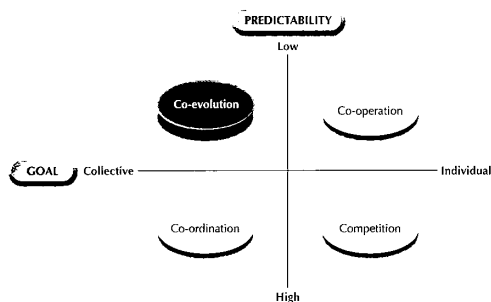 PREDICTABILITY
Low
Co-evolution
Co-operation
GOAL
Collective
Individual
Co-ordination
Competition
High